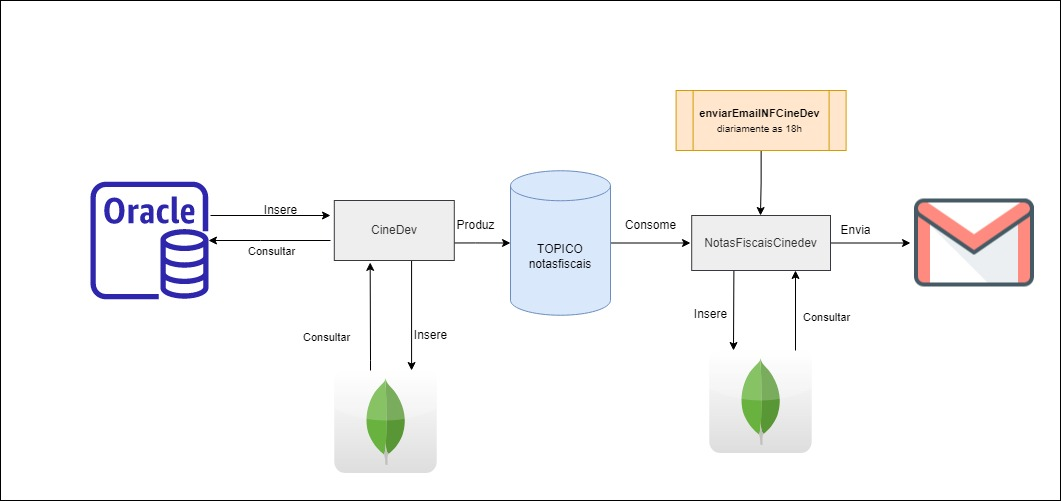 enviarEmailNFCineDev
diariamente as 18h
Oracle
Insere
Consultar
CineDev
Produz
TOPICO
notasfiscais
Consome
NotasFiscaisCinedev
Envia
Consultar
Insere
Insere
Consultar